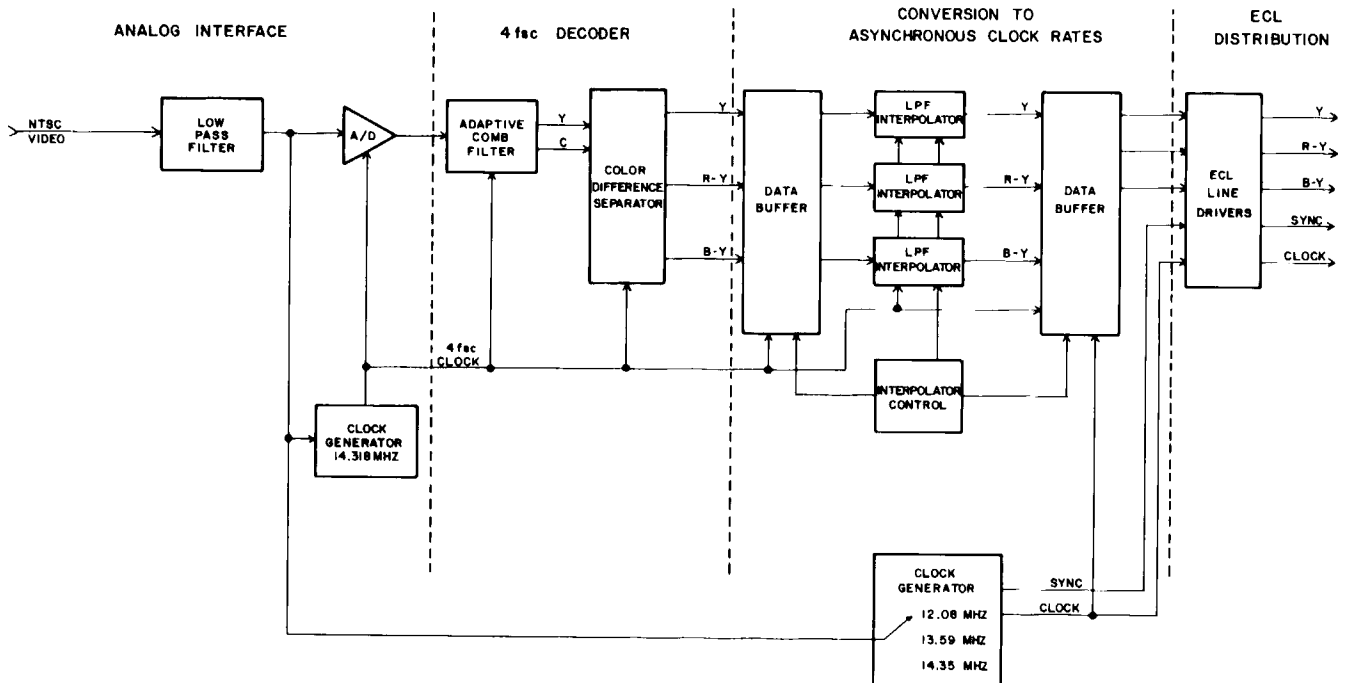 ANALOG INTERFACE
4 fsc DECODER
CONVERSION TO
ASYNCHRONOUS CLOCK RATES
ECL
DISTRIBUTION
NTSC
VIDEO
LOW
PASS
FILTER
A/D
ADAPTIVE
COMB
FILTER
Y
C
COLOR
DIFFERENCE
SEPARATOR
Y
R-Y
B-Y
DATA
BUFFER
LPF
INTERPOLATOR
LPF
INTERPOLATOR
LPF
INTERPOLATOR
Y
R-Y
B-Y
DATA
BUFFER
ECL
LINE
DRIVERS
Y
R-Y
B-Y
SYNC
CLOCK
4 fsc
CLOCK
INTERPOLATOR
CONTROL
CLOCK
GENERATOR
14.318MHZ
CLOCK
GENERATOR
12.08 MHZ
13.59 MHZ
14.35 MHZ
SYNC
CLOCK